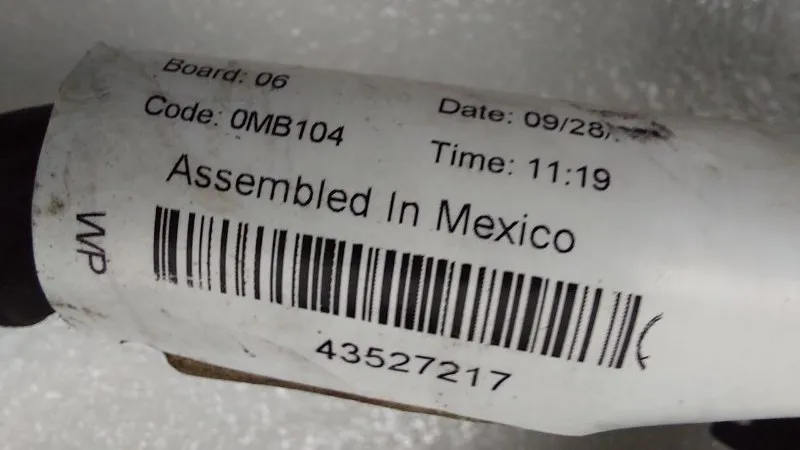 Board: 06
Code: 0MB104
Date: 09/28/
Time: 11:19
Assembled In Mexico
WP
43527217